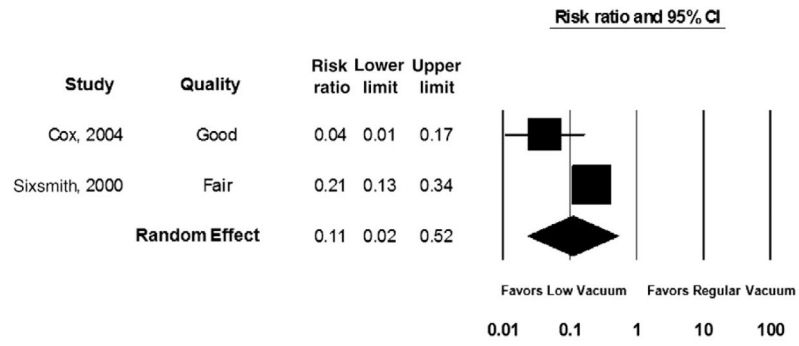 Risk ratio and 95% CI
Study Quality Risk ratio Lower limit Upper limit
Cox, 2004 Good 0.04 0.01 0.17
Sixsmith, 2000 Fair 0.21 0.13 0.34
Random Effect 0.11 0.02 0.52
Favors Low Vacuum Favors Regular Vacuum
0.01 0.1 1 10 100